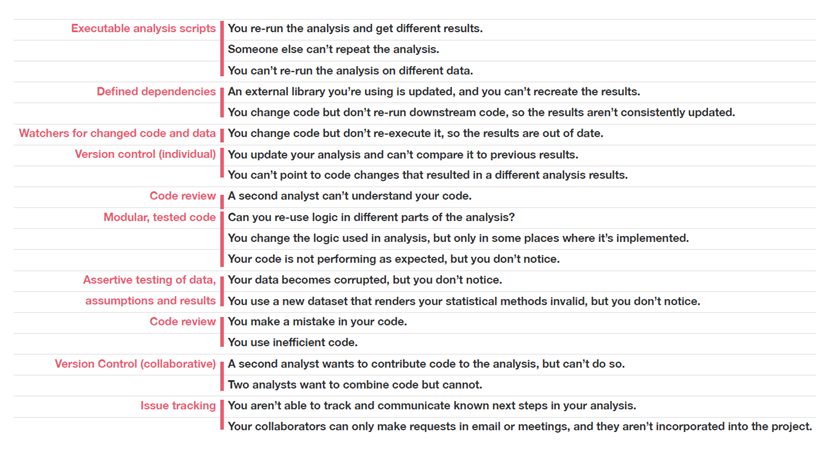 Executable analysis scripts You re-run the analysis and get different results.
Someone else can't repeat the analysis.
You can't re-run the analysis on different data.
Defined dependencies An external library you're using is updated, and you can't recreate the results.
You change code but don't re-run downstream code, so the results aren't consistently updated.
Watchers for changed code and data You change code but don't re-execute it, so the results are out of date.
Version control (individual) You update your analysis and can't compare it to previous results.
You can't point to code changes that resulted in a different analysis results.
Code review A second analyst can't understand your code.
Modular, tested code Can you re-use logic in different parts of the analysis?
You change the logic used in analysis, but only in some places where it's implemented.
Your code is not performing as expected, but you don't notice.
Assertive testing of data, Your data becomes corrupted, but you don't notice.
assumptions and results You use a new dataset that renders your statistical methods invalid, but you don't notice.
Code review You make a mistake in your code.
You use inefficient code.
Version Control (collaborative) A second analyst wants to contribute code to the analysis, but can't do so.
Two analysts want to combine code but cannot.
Issue tracking You aren't able to track and communicate known next steps in your analysis.
Your collaborators can only make requests in email or meetings, and they aren't incorporated into the project.